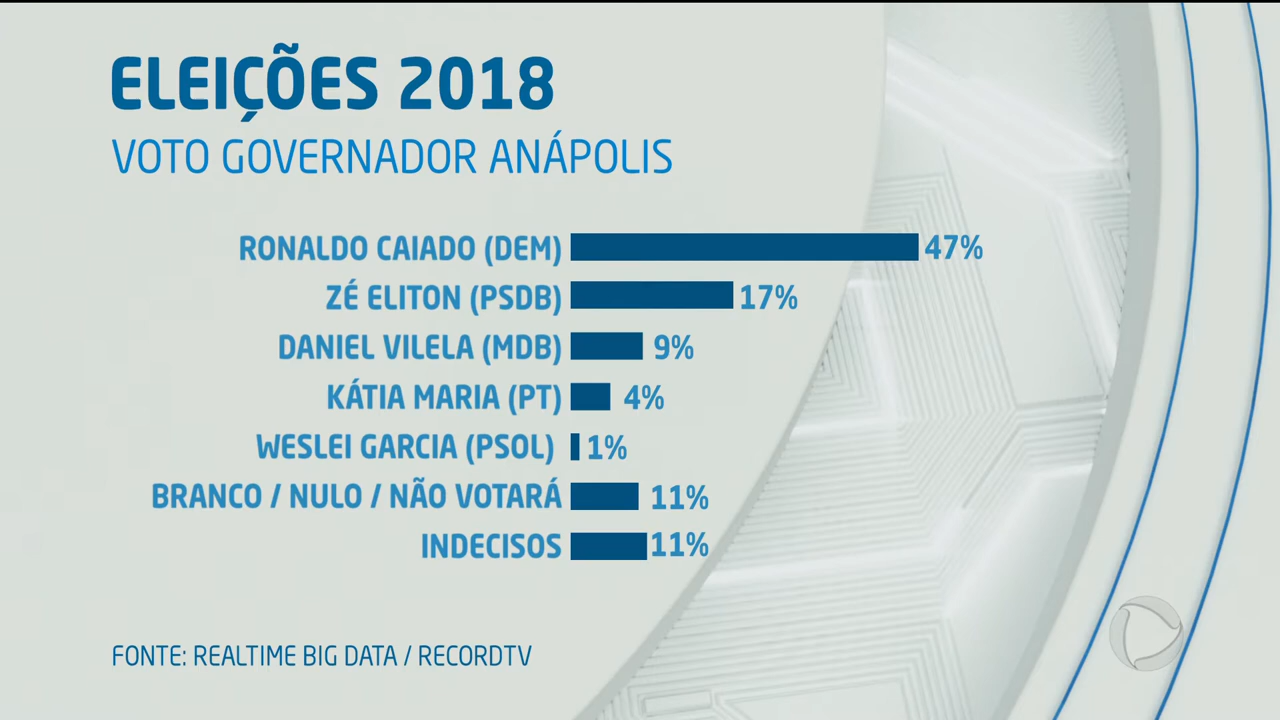 ELEIÇÕES 2018
VOTO GOVERNADOR ANÁPOLIS
RONALDO CAIADO (DEM) 47%
ZÉ ELITON (PSDB) 17%
DANIEL VILELA (MDB) 9%
KÁTIA MARIA (PT) 4%
WESLEI GARCIA (PSOL) 1%
BRANCO / NULO / NÃO VOTARÁ 11%
INDECISOS 11%
FONTE: REALTIME BIG DATA / RECORDTV